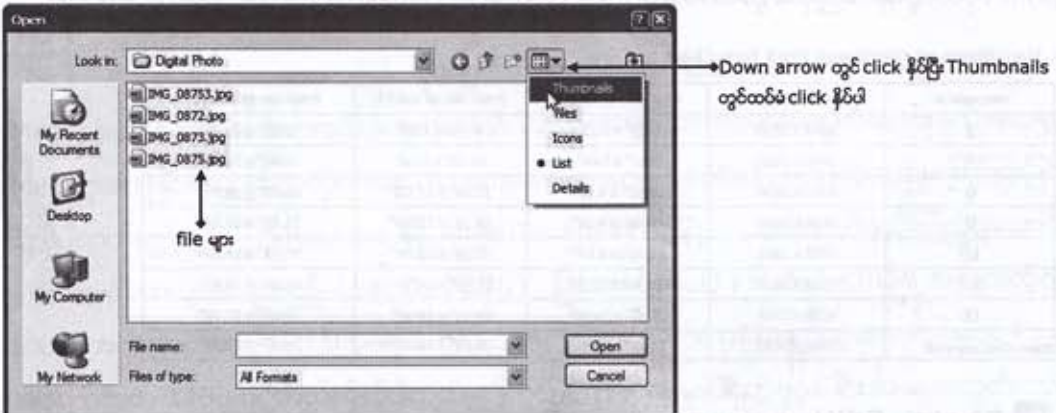 Open
Look in: Digital Photo
My Recent Documents
Desktop
My Computer
My Network
IMG_08753.jpg
IMG_0872.jpg
IMG_0873.jpg
IMG_0875.jpg
file များ
Thumbnails
Tiles
Icons
List
Details
Down arrow တွင် click နှိပ်ပြီး Thumbnails
တွင်ထပ်မံ click နှိပ်ပါ
File name:
Open
Files of type: All Formats
Cancel